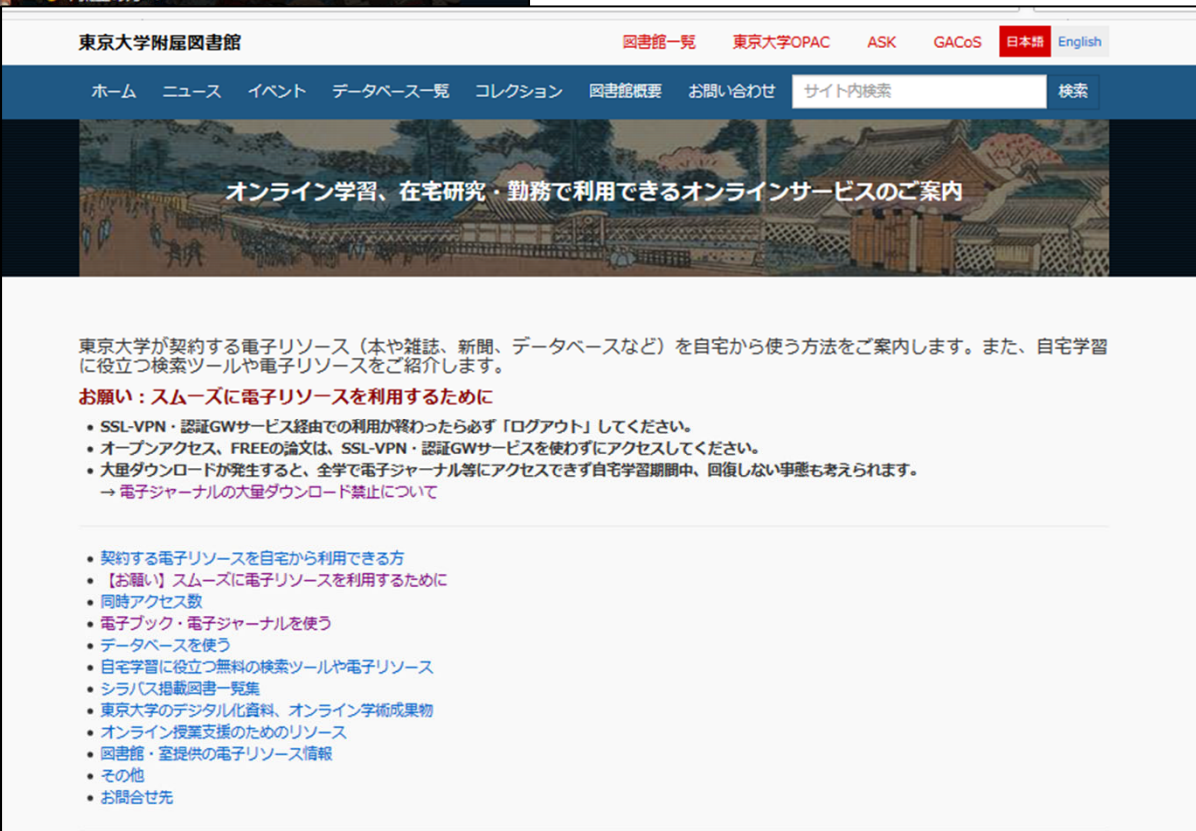 東京大学附属図書館
図書館一覧 東京大学OPAC ASK GACoS 日本語 English
ホーム ニュース イベント データベース一覧 コレクション 図書館概要 お問い合わせ サイト内検索 検索
オンライン学習、在宅研究・勤務で利用できるオンラインサービスのご案内
東京大学が契約する電子リソース（本や雑誌、新聞、データベースなど）を自宅から使う方法をご案内します。また、自宅学習
に役立つ検索ツールや電子リソースをご紹介します。
お願い：スムーズに電子リソースを利用するために
• SSL-VPN・認証GWサービス経由での利用が終わったら必ず「ログアウト」してください。
• オープンアクセス、FREEの論文は、SSL-VPN・認証GWサービスを使わずにアクセスしてください。
• 大量ダウンロードが発生すると、全学で電子ジャーナル等にアクセスできず自宅学習期間中、回復しない事態も考えられます。
→ 電子ジャーナルの大量ダウンロード禁止について
• 契約する電子リソースを自宅から利用できる方
• 【お願い】スムーズに電子リソースを利用するために
• 同時アクセス数
• 電子ブック・電子ジャーナルを使う
• データベースを使う
• 自宅学習に役立つ無料の検索ツールや電子リソース
• シラバス掲載図書一覧集
• 東京大学のデジタル化資料、オンライン学術成果物
• オンライン授業支援のためのリソース
• 図書館・室提供の電子リソース情報
• その他
• お問合せ先